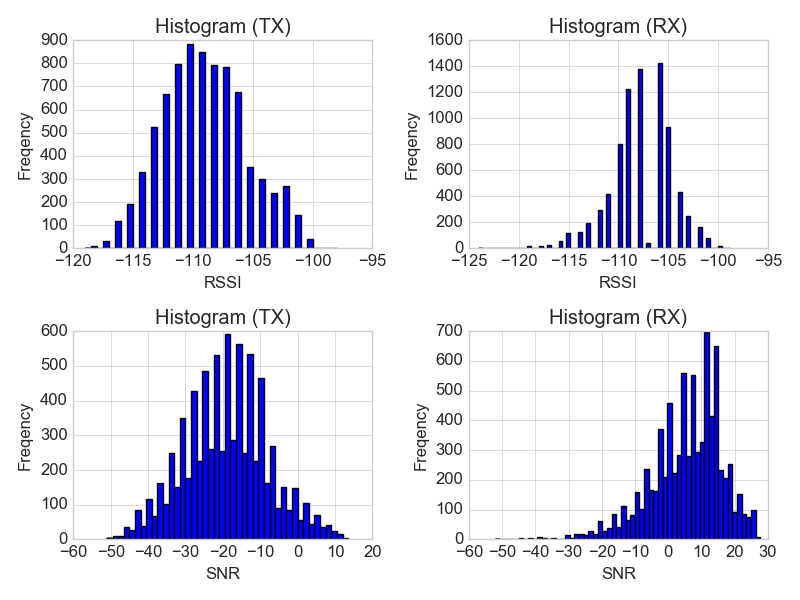 Histogram (TX)
Freqency
900
800
700
600
500
400
300
200
100
0
−120 −115 −110 −105 −100 −95
RSSI
Histogram (RX)
Freqency
1600
1400
1200
1000
800
600
400
200
0
−125 −120 −115 −110 −105 −100 −95
RSSI
Histogram (TX)
Freqency
600
500
400
300
200
100
0
−60 −50 −40 −30 −20 −10 0 10 20
SNR
Histogram (RX)
Freqency
700
600
500
400
300
200
100
0
−60 −50 −40 −30 −20 −10 0 10 20 30
SNR